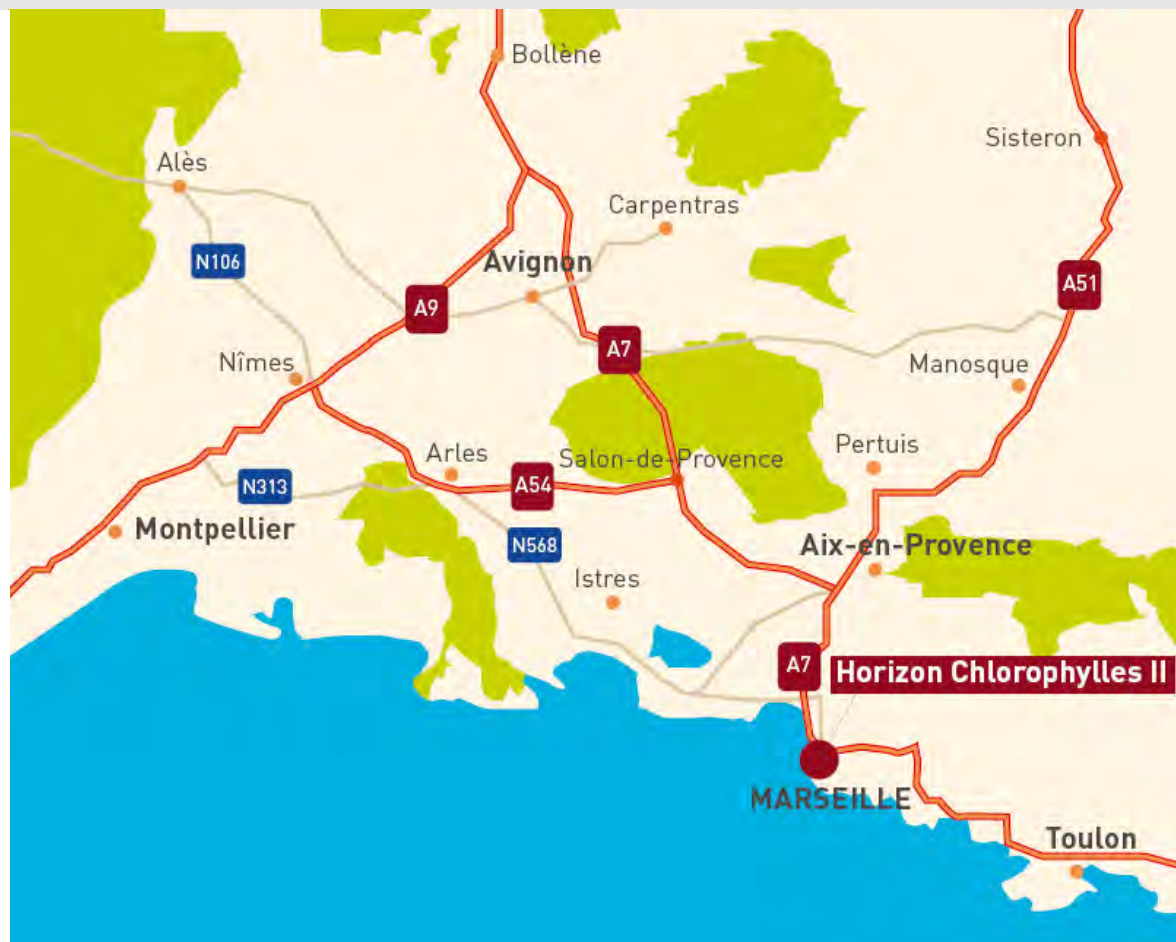 Bollène
Sisteron
Alès
Carpentras
N106
Avignon
A51
A9
A7
Nîmes
Manosque
Pertuis
Arles
Salon-de-Provence
A54
N313
Montpellier
N568
Aix-en-Provence
Istres
A7
Horizon Chlorophylles II
MARSEILLE
Toulon